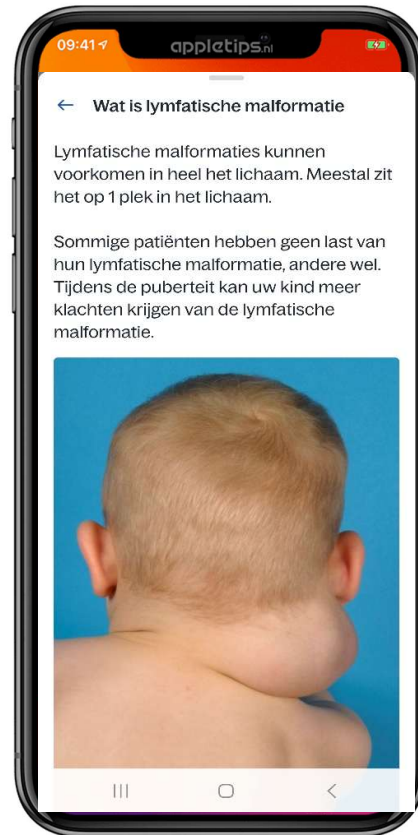 09:41
appletips.nl
Wat is lymfatische malformatie
Lymfatische malformaties kunnen
voorkomen in heel het lichaam. Meestal zit
het op 1 plek in het lichaam.
Sommige patiënten hebben geen last van
hun lymfatische malformatie, andere wel.
Tijdens de puberteit kan uw kind meer
klachten krijgen van de lymfatische
malformatie.